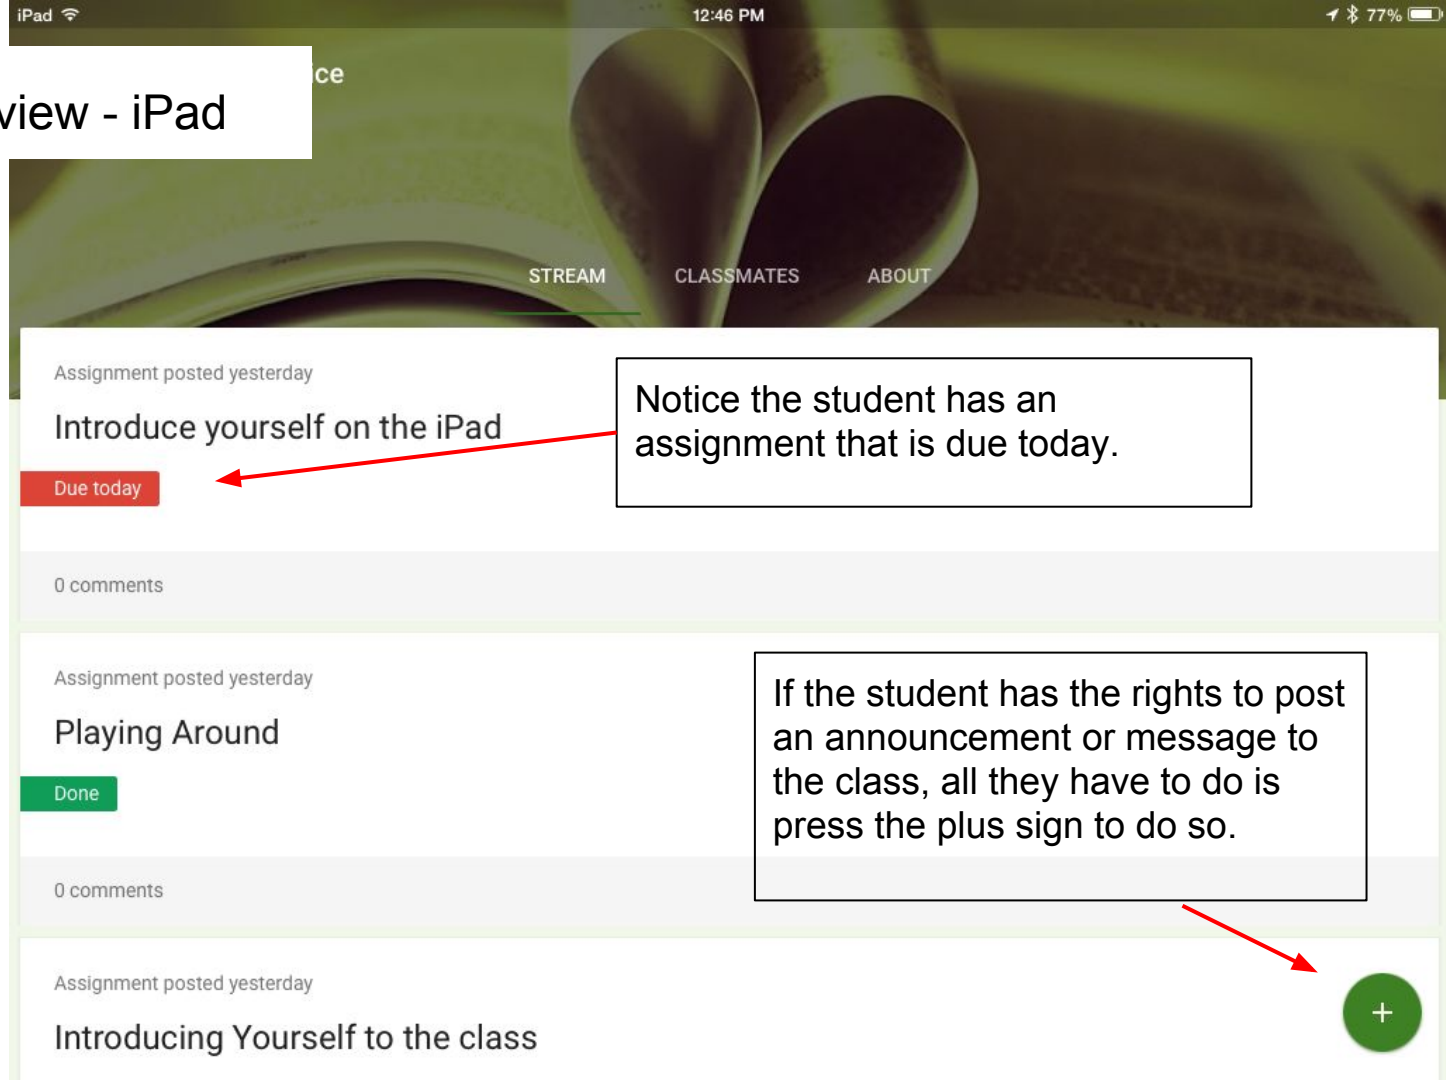 iPad 12:46 PM 77%
ice
view - iPad
STREAM CLASSMATES ABOUT
Assignment posted yesterday
Introduce yourself on the iPad
Due today
Notice the student has an
assignment that is due today.
0 comments
Assignment posted yesterday
Playing Around
Done
If the student has the rights to post
an announcement or message to
the class, all they have to do is
press the plus sign to do so.
0 comments
Assignment posted yesterday
Introducing Yourself to the class
+